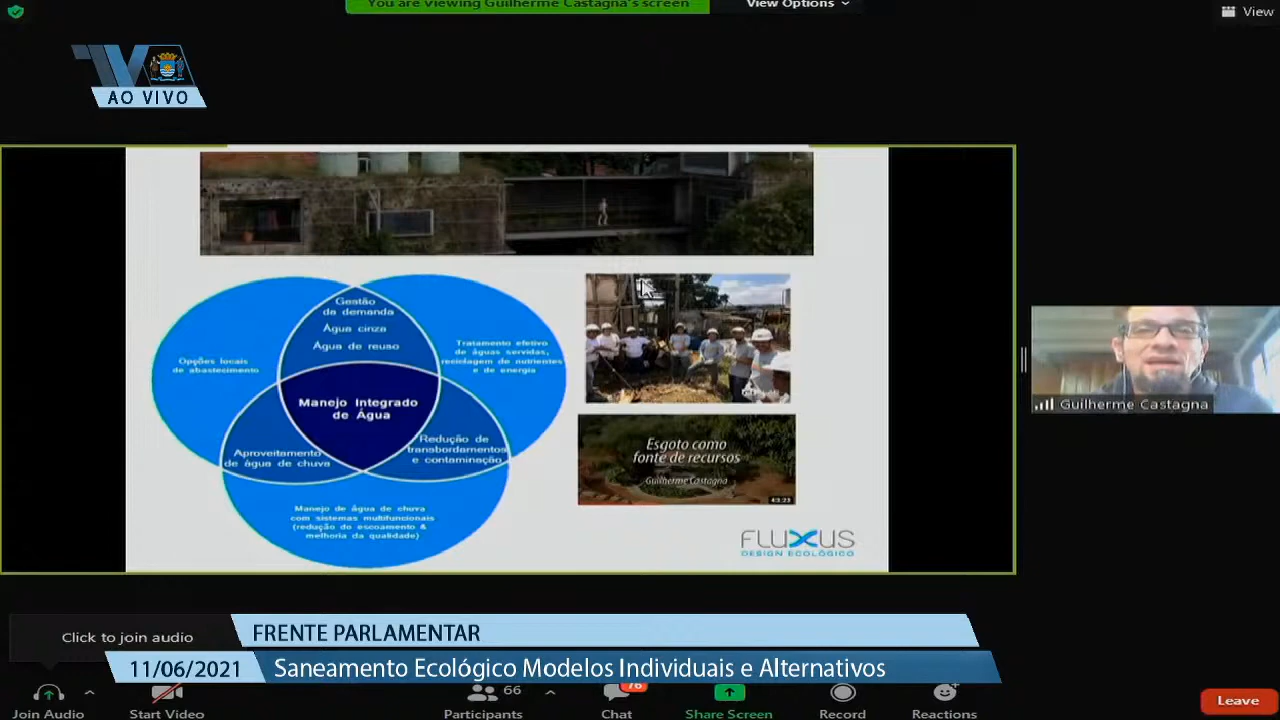 You are viewing Guilherme Castagna's screen
View Options
View
TV
AO VIVO
Gestão
da demanda
Água cinza
Água de reuso
Opções locais
de abastecimento
Tratamento efetivo
de águas servidas,
reciclagem de nutrientes
e de energia
Manejo Integrado
de Água
Aproveitamento
de água de chuva
Redução de
transbordamentos
e contaminação
Manejo de água de chuva
com sistemas multifuncionais
(redução do escoamento &
melhoria da qualidade)
Esgoto como
fonte de recursos
Guilherme Castagna
43:23
FLUXUS
DESIGN ECOLÓGICO
Guilherme Castagna
Click to join audio
FRENTE PARLAMENTAR
11/06/2021
Saneamento Ecológico Modelos Individuais e Alternativos
66
76
Join Audio
Start Video
Participants
Chat
Share Screen
Record
Reactions
Leave